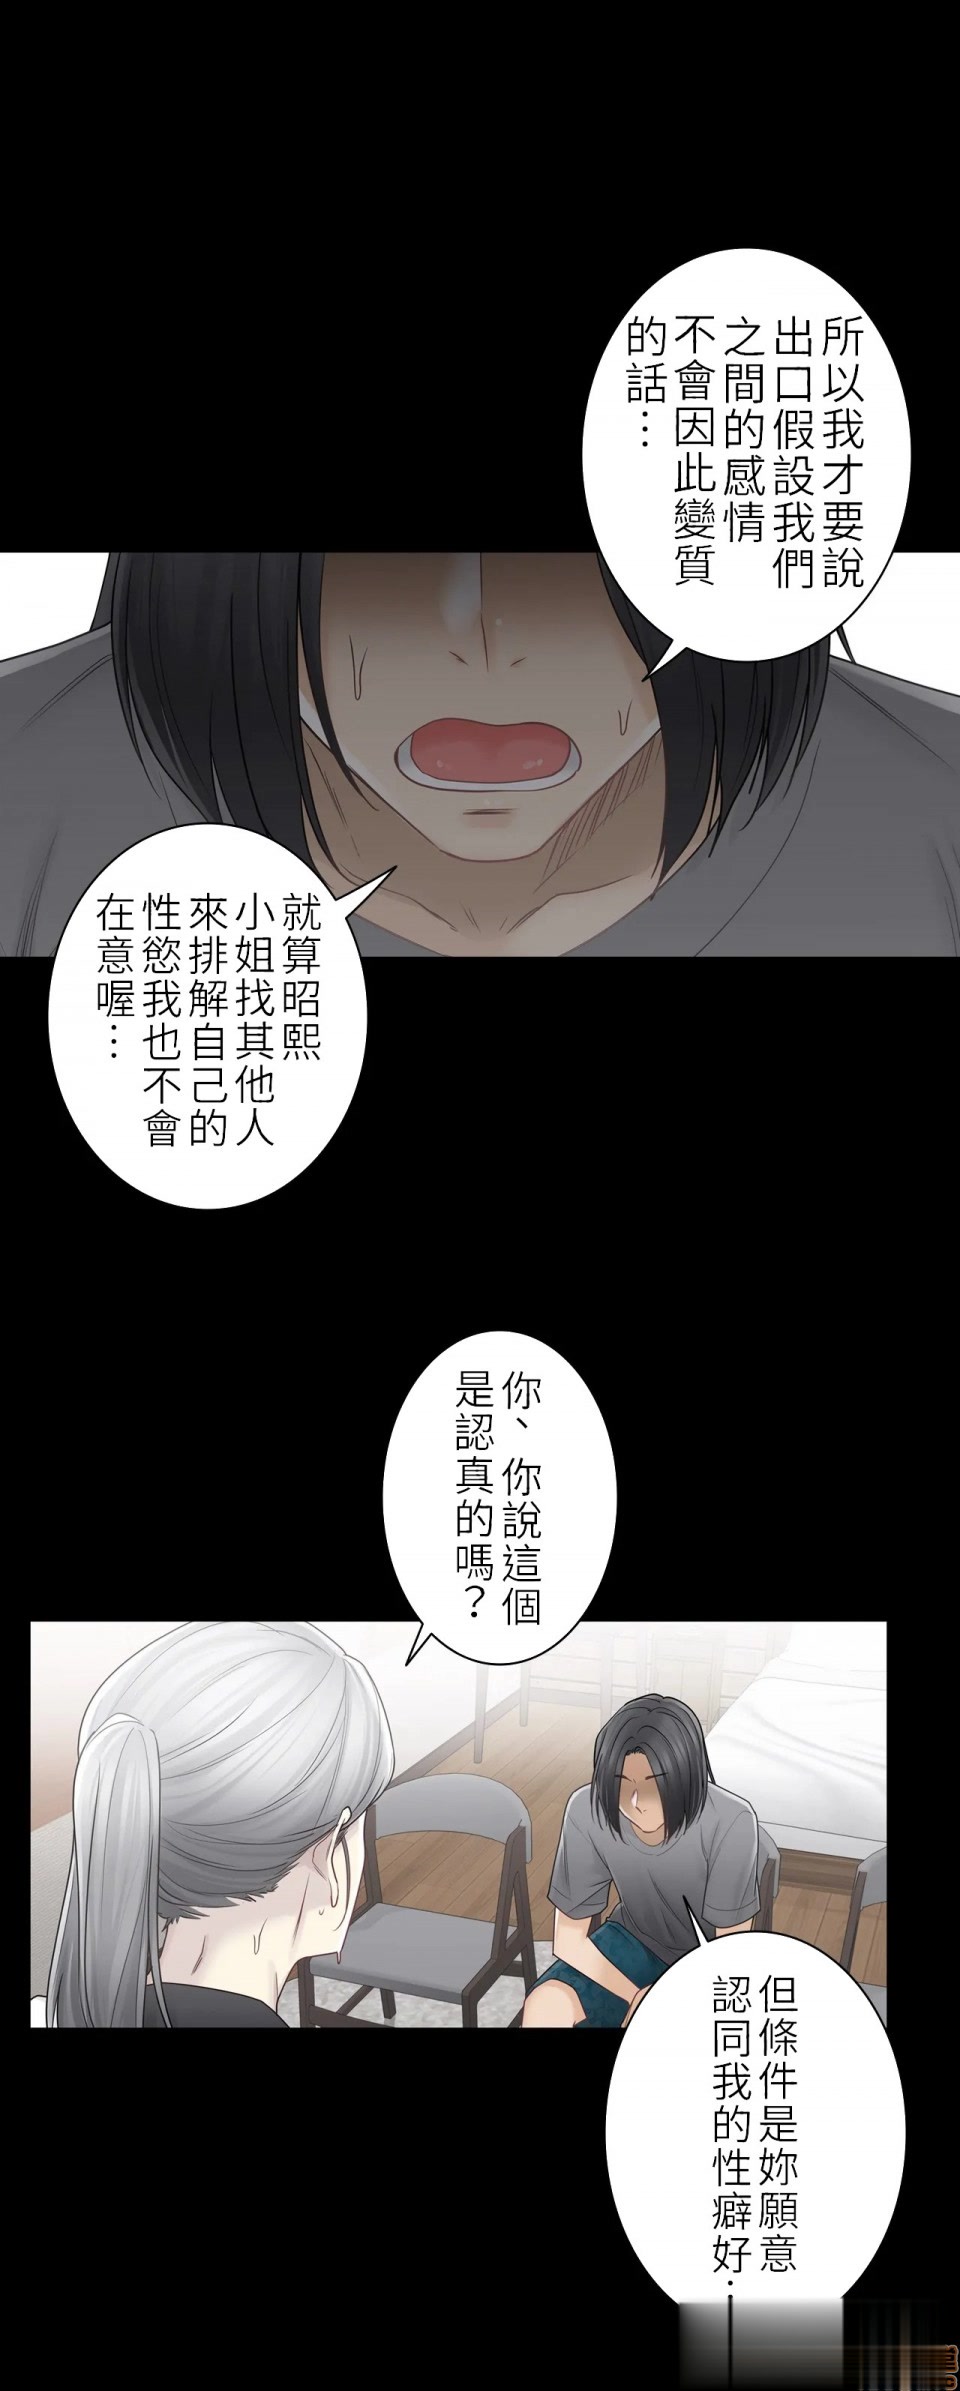 所以我才要說
出口假設我們
之間的感情
不會因此變質
的話…
就算昭熙
小姐找其他人
來排解自己的
性慾我也不會
在意喔…
你、你說這個
是認真的嗎？
但條件是妳願意
認同我的性癖好…